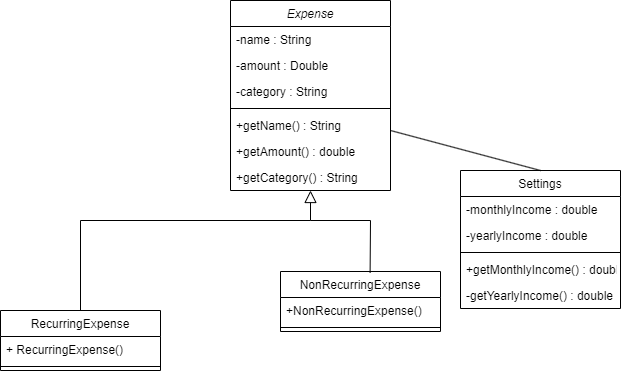 Expense
-name : String
-amount : Double
-category : String
+getName() : String
+getAmount() : double
+getCategory() : String
Settings
-monthlyIncome : double
-yearlyIncome : double
+getMonthlyIncome() : doubl
-getYearlyIncome() : double
NonRecurringExpense
+NonRecurringExpense()
RecurringExpense
+ RecurringExpense()